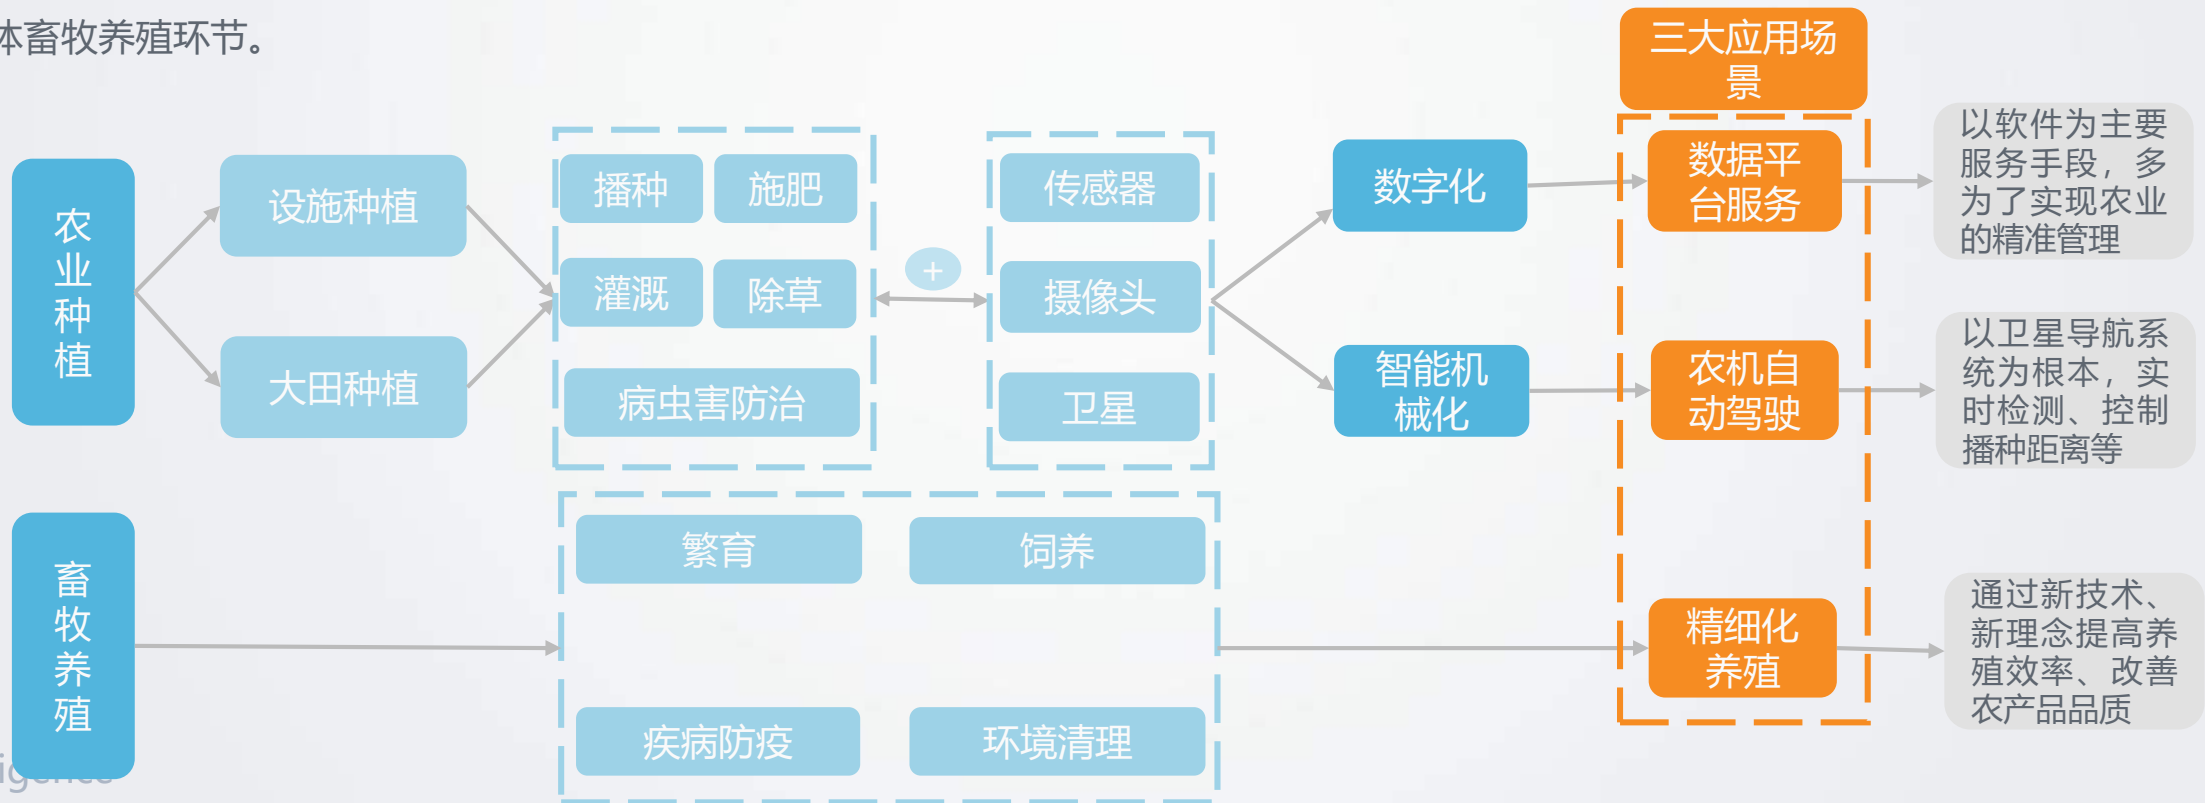 体畜牧养殖环节。
三大应用场
景
农
业
种
植
设施种植
大田种植
播种
施肥
灌溉
除草
病虫害防治
+
传感器
摄像头
卫星
数字化
智能机
械化
数据平
台服务
农机自
动驾驶
以软件为主要
服务手段，多
为了实现农业
的精准管理
以卫星导航系
统为根本，实
时检测、控制
播种距离等
畜
牧
养
殖
繁育
饲养
疾病防疫
环境清理
精细化
养殖
通过新技术、
新理念提高养
殖效率、改善
农产品品质